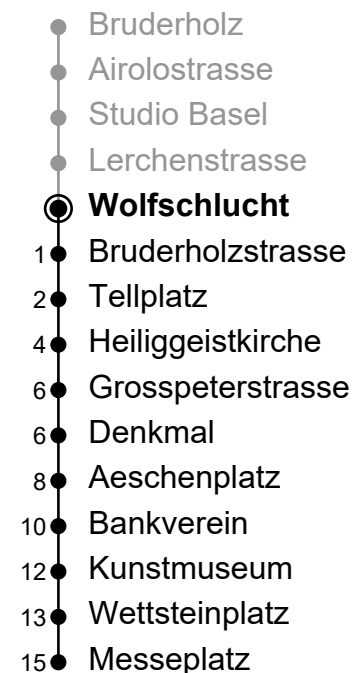 Bruderholz
Airolostrasse
Studio Basel
Lerchenstrasse
Wolfschlucht
1 Bruderholzstrasse
2 Tellplatz
4 Heiliggeistkirche
6 Grosspeterstrasse
6 Denkmal
8 Aeschenplatz
10 Bankverein
12 Kunstmuseum
13 Wettsteinplatz
15 Messeplatz